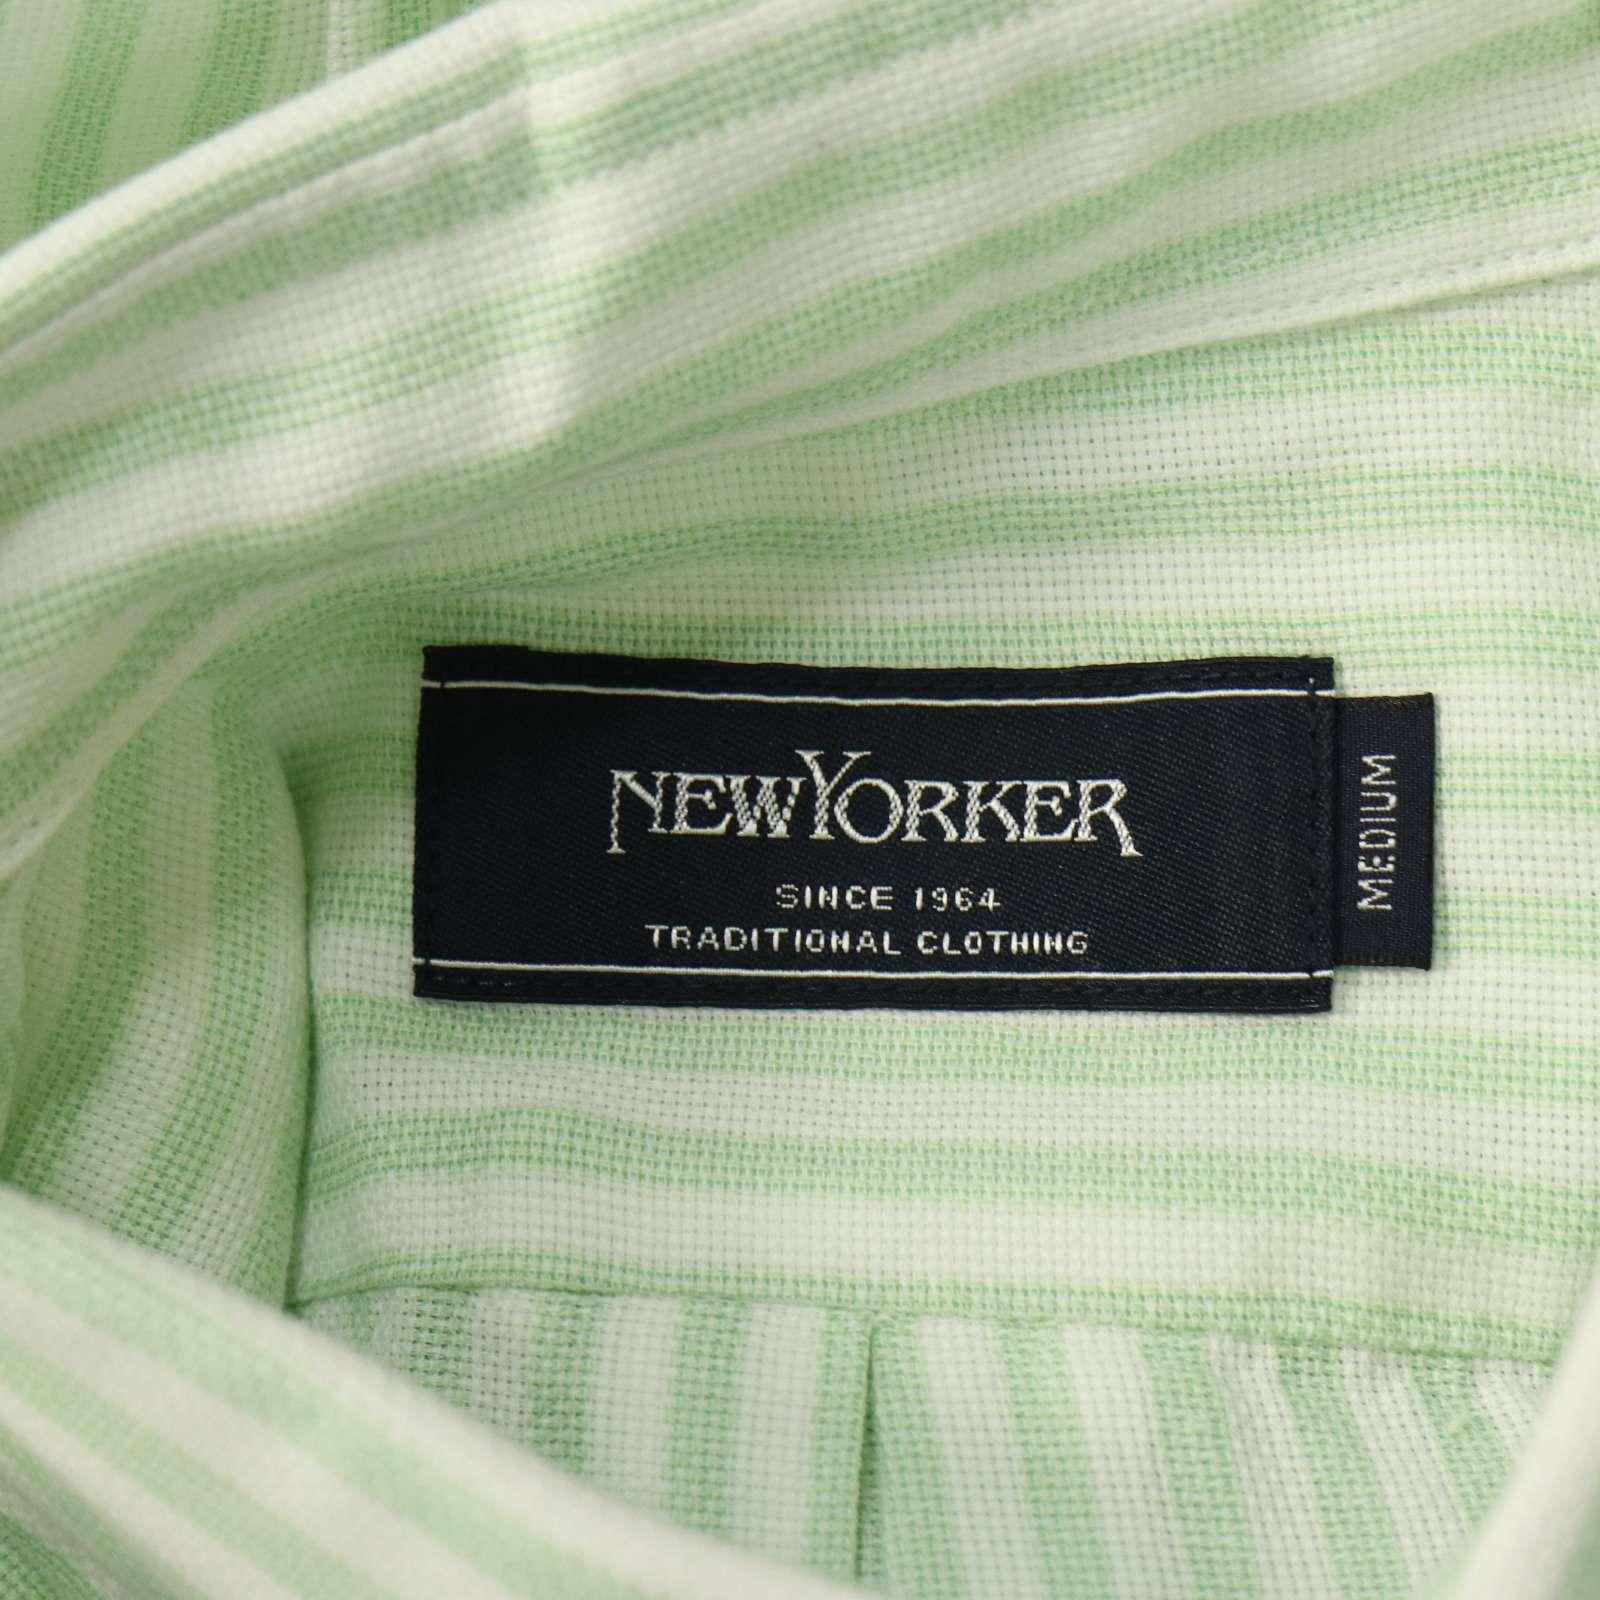 NEWYORKER
SINCE 1964
TRADITIONAL CLOTHING
MEDIUM